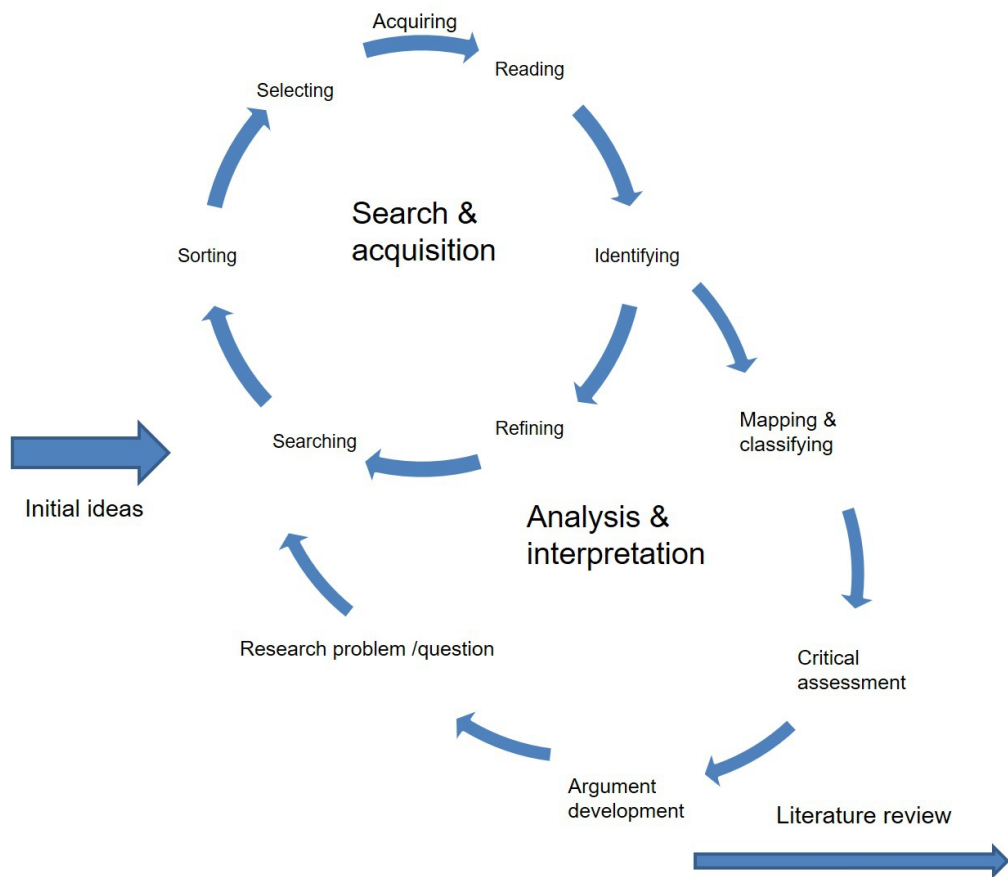 Acquiring
Reading
Selecting
Search &
acquisition
Sorting
Identifying
Mapping &
classifying
Refining
Searching
Initial ideas
Analysis &
interpretation
Research problem /question
Critical
assessment
Argument
development
Literature review